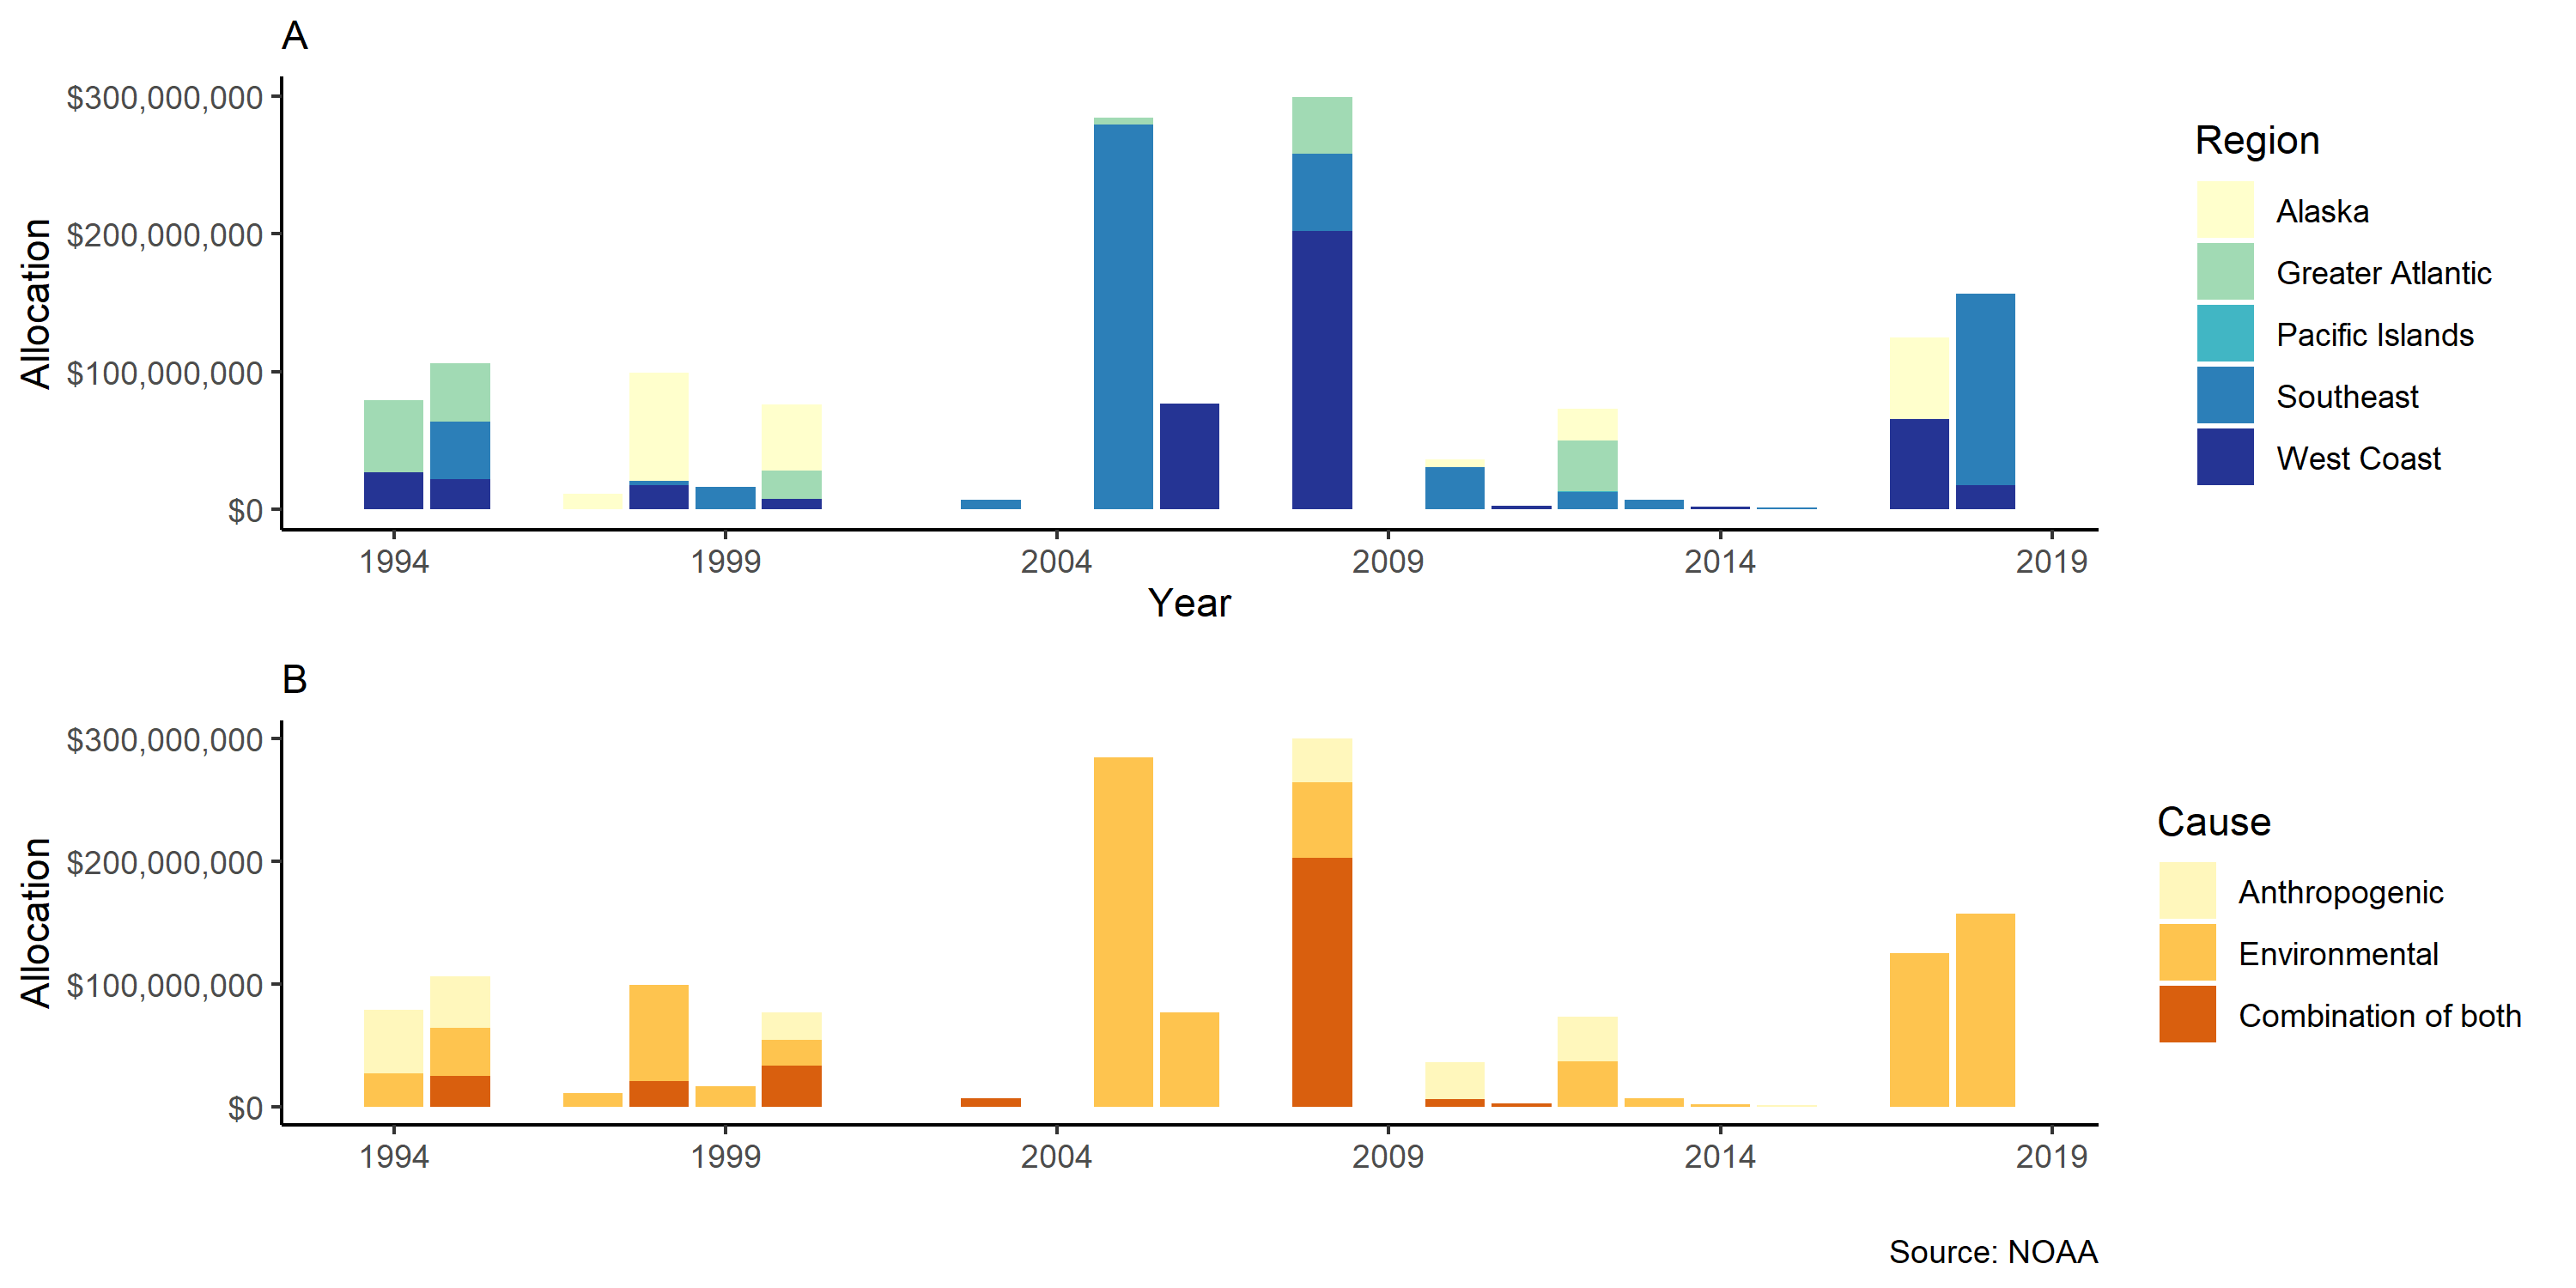 A
$300,000,000
$200,000,000
$100,000,000
$0
Allocation
1994 1999 2004 2009 2014 2019
Year
Region
Alaska
Greater Atlantic
Pacific Islands
Southeast
West Coast
B
$300,000,000
$200,000,000
$100,000,000
$0
Allocation
1994 1999 2004 2009 2014 2019
Cause
Anthropogenic
Environmental
Combination of both
Source: NOAA